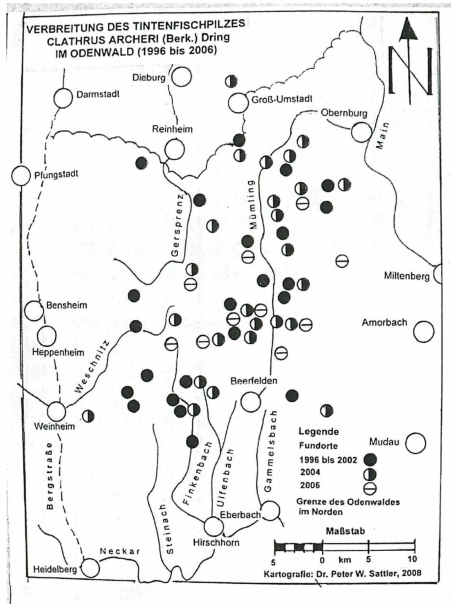 VERBREITUNG DES TINTENFISCHPILZES
CLATHRUS ARCHERI (Berk.) Dring
IM ODENWALD (1996 bis 2006)
N
Dieburg
Darmstadt
Groß-Umstadt
Obernburg
Reinheim
Main
Pfungstadt
Gersprenz
Mümling
Miltenberg
Bensheim
Amorbach
Heppenheim
Weschnitz
Beerfelden
Weinheim
Legende
Fundorte
Mudau
1996 bis 2002
2004
2006
Grenze des Odenwaldes
im Norden
Bergstraße
Steinach
Finkenbach
Ulfenbach
Gammelsbach
Eberbach
Hirschhorn
Neckar
Heidelberg
Maßstab
5 0 km 5 10
Kartografie: Dr. Peter W. Sattler, 2008